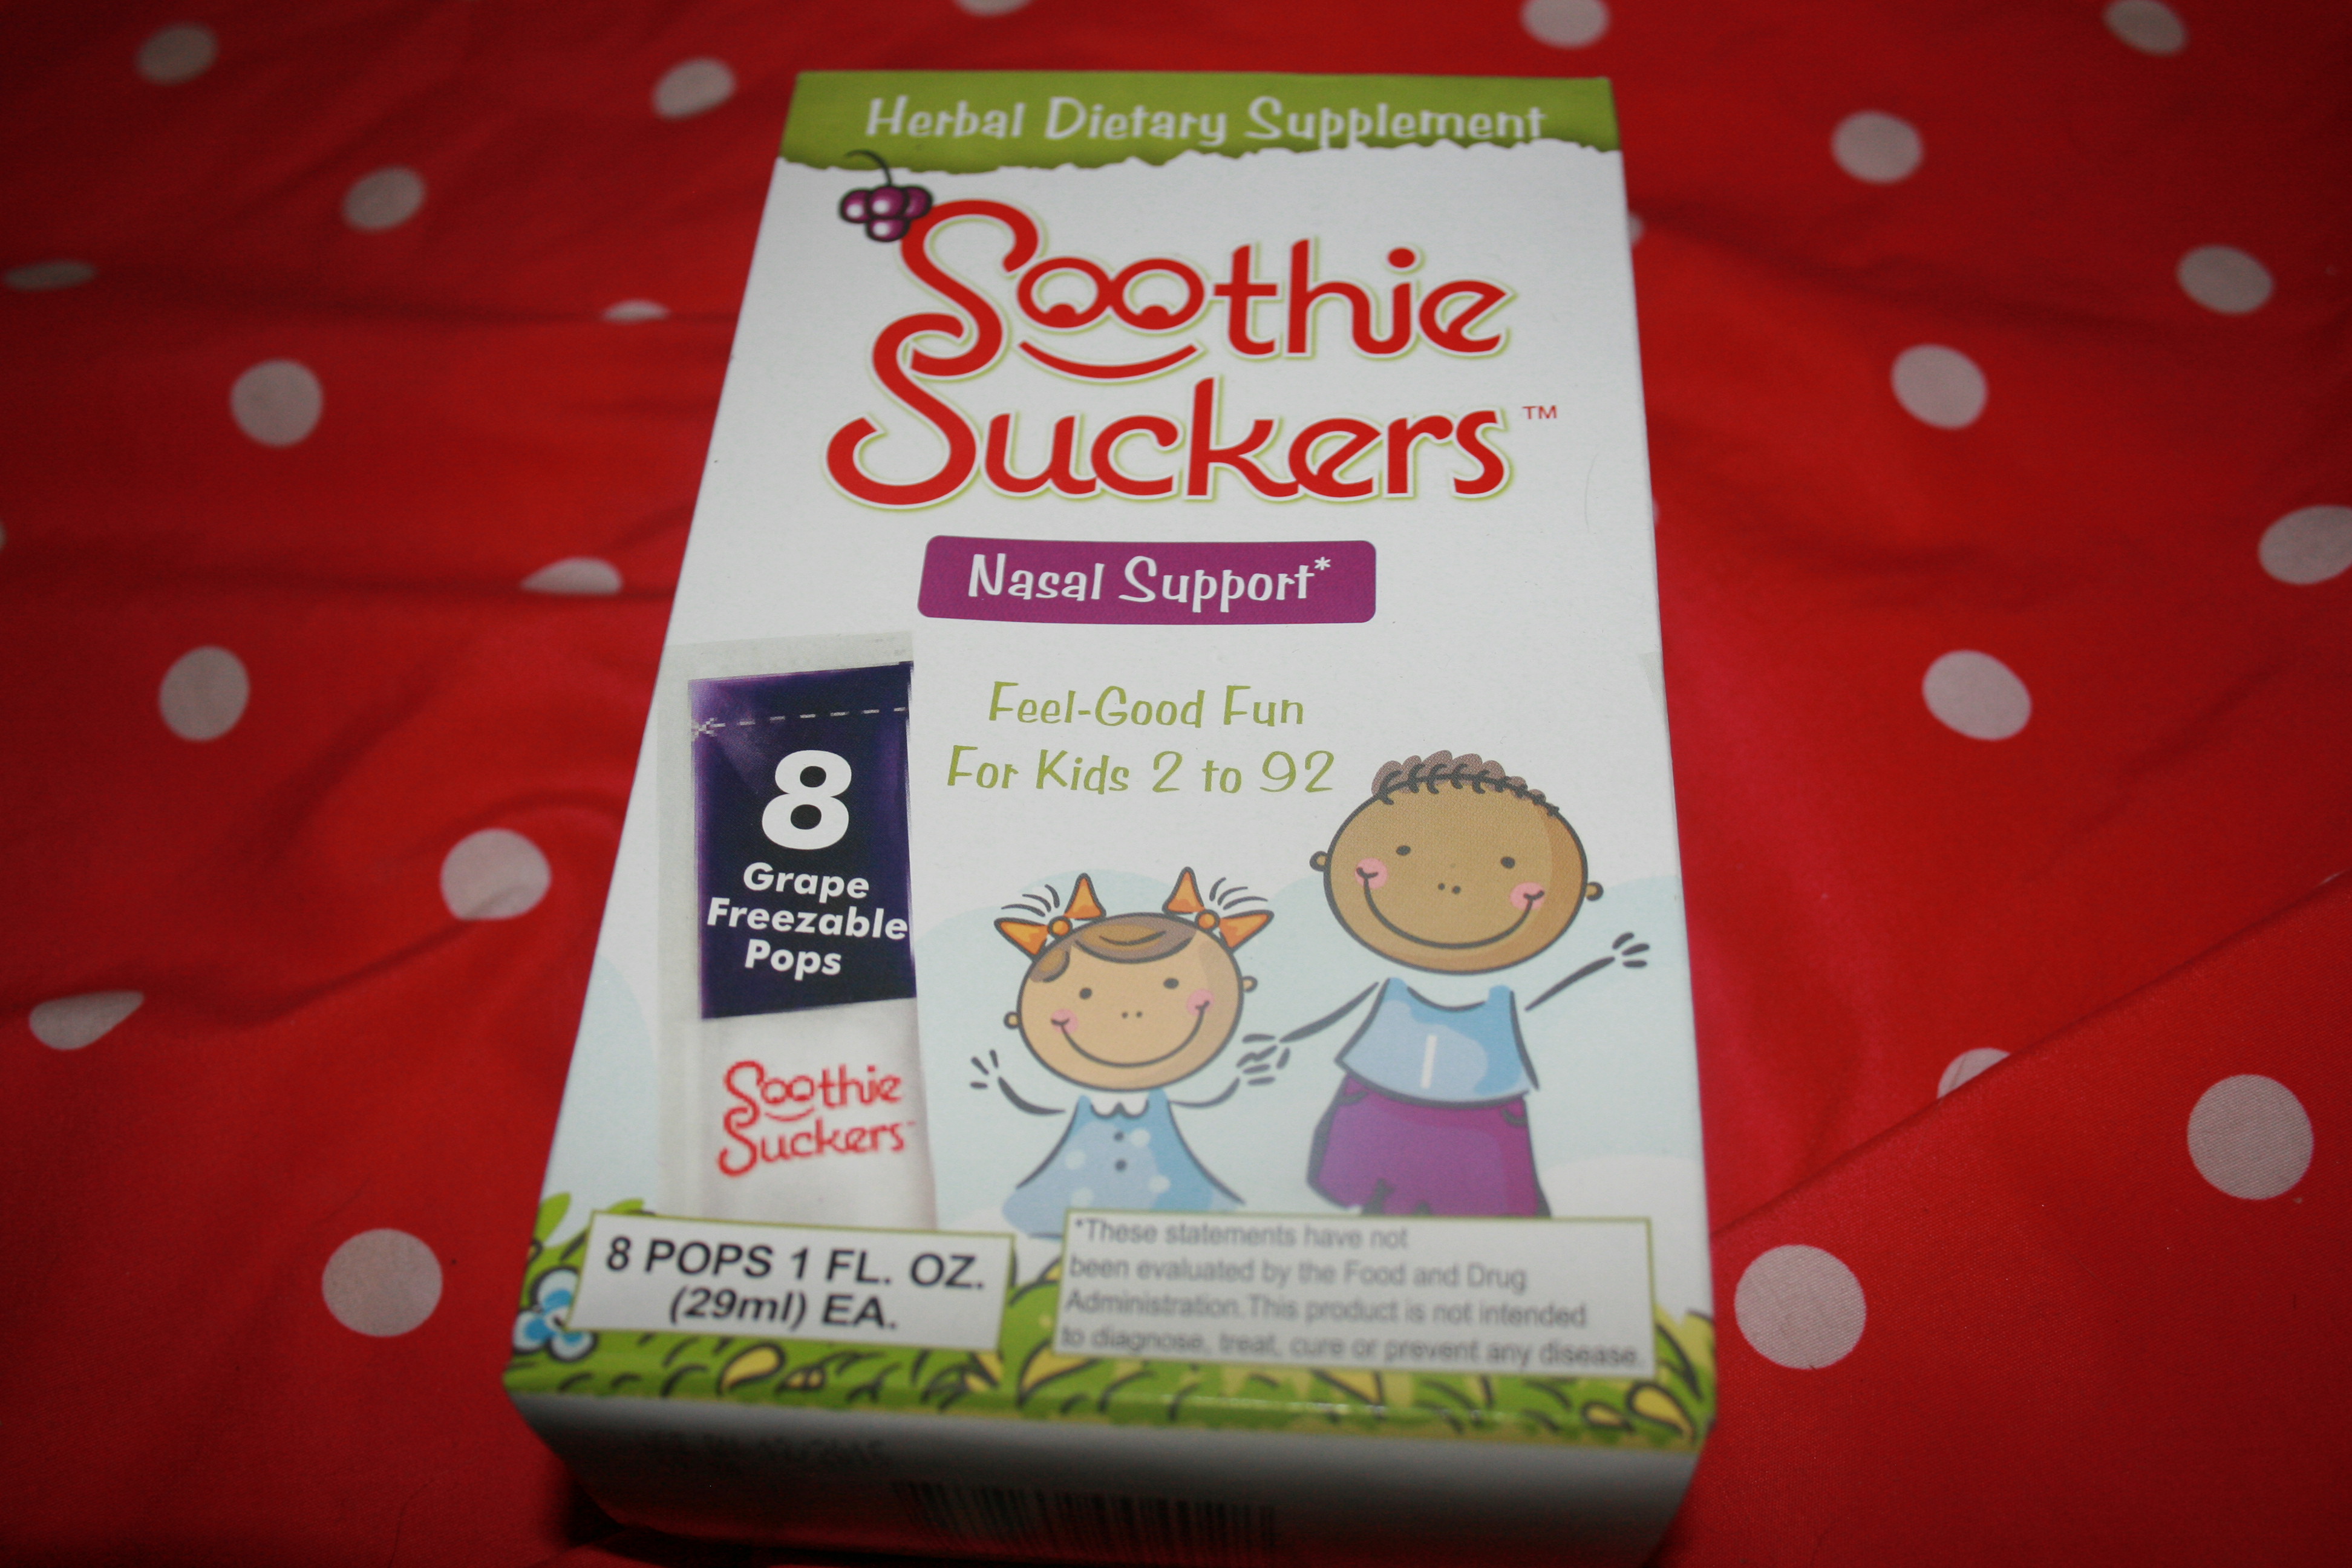 Herbal Dietary Supplement
Soothie
Suckers™
Nasal Support*
Feel-Good Fun
For Kids 2 to 92
8
Grape
Freezable
Pops
Soothie
Suckers
8 POPS 1 FL. OZ.
(29ml) EA.
*These statements have not
been evaluated by the Food and Drug
Administration. This product is not intended
to diagnose, treat, cure or prevent any disease.